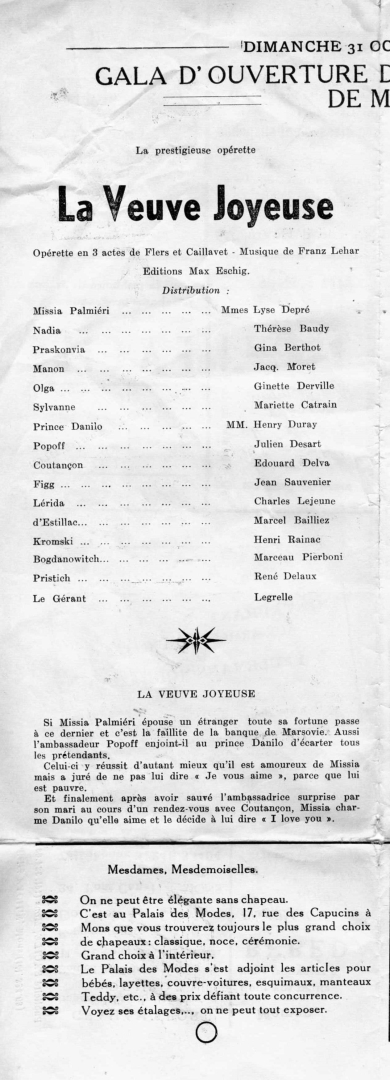 DIMANCHE 31 OC
GALA D'OUVERTURE D
DE M
La prestigieuse opérette
La Veuve Joyeuse
Opérette en 3 actes de Flers et Caillavet - Musique de Franz Lehar
Editions Max Eschig.
Distribution :
Missia Palmiéri ... ... ... ... ... Mmes Lyse Depré
Nadia ... ... ... ... ... ... ... Thérèse Baudy
Praskonvia ... ... ... ... ... ... Gina Berthot
Manon ... ... ... ... ... ... ... Jacq. Moret
Olga ... ... ... ... ... ... ... ... Ginette Derville
Sylvanne ... ... ... ... ... ... Mariette Catrain
Prince Danilo ... ... ... ... ... MM. Henry Duray
Popoff ... ... ... ... ... ... ... Julien Desart
Coutançon ... ... ... ... ... ... Edouard Delva
Figg ... ... ... ... ... ... ... ... Jean Sauvenier
Lérida ... ... ... ... ... ... ... Charles Lejeune
d'Estillac... ... ... ... ... ... ... Marcel Bailliez
Kromski ... ... ... ... ... ... ... Henri Rainac
Bogdanowitch... ... ... ... ... ... Marceau Pierboni
Pristich ... ... ... ... ... ... ... René Delaux
Le Gérant ... ... ... ... ... ... Legrelle
LA VEUVE JOYEUSE
Si Missia Palmiéri épouse un étranger toute sa fortune passe
à ce dernier et c'est la faillite de la banque de Marsovie. Aussi
l'ambassadeur Popoff enjoint-il au prince Danilo d'écarter tous
les prétendants.
Celui-ci y réussit d'autant mieux qu'il est amoureux de Missia
mais a juré de ne pas lui dire « Je vous aime », parce que lui
est pauvre.
Et finalement après avoir sauvé l'ambassadrice surprise par
son mari au cours d'un rendez-vous avec Coutançon, Missia char-
me Danilo qu'elle aime et le décide à lui dire « I love you ».
Mesdames, Mesdemoiselles.
On ne peut être élégante sans chapeau.
C'est au Palais des Modes, 17, rue des Capucins à
Mons que vous trouverez toujours le plus grand choix
de chapeaux : classique, noce, cérémonie.
Grand choix à l'intérieur.
Le Palais des Modes s'est adjoint les articles pour
bébés, layettes, couvre-voitures, esquimaux, manteaux
Teddy, etc., à des prix défiant toute concurrence.
Voyez ses étalages,.., on ne peut tout exposer.